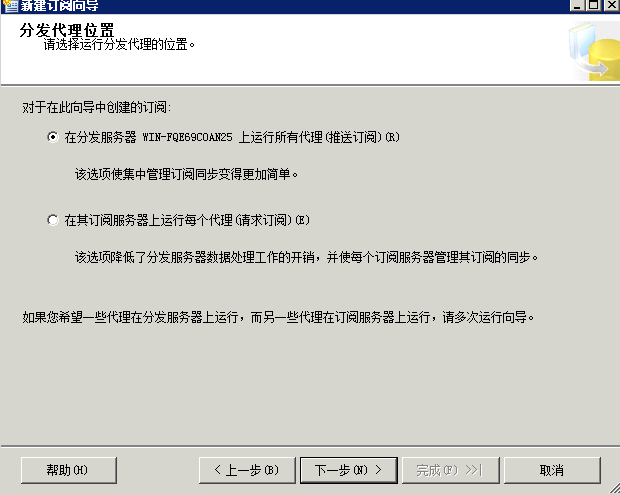 新建订阅向导
分发代理位置
请选择运行分发代理的位置。
对于在此向导中创建的订阅:
在分发服务器 WIN-FQE69COAN25 上运行所有代理(推送订阅)(R)
该选项使集中管理订阅同步变得更加简单。
在其订阅服务器上运行每个代理(请求订阅)(E)
该选项降低了分发服务器数据处理工作的开销，并使每个订阅服务器管理其订阅的同步。
如果您希望一些代理在分发服务器上运行，而另一些代理在订阅服务器上运行，请多次运行向导。
帮助(H) < 上一步(B) 下一步(N) > 完成(F) >>| 取消